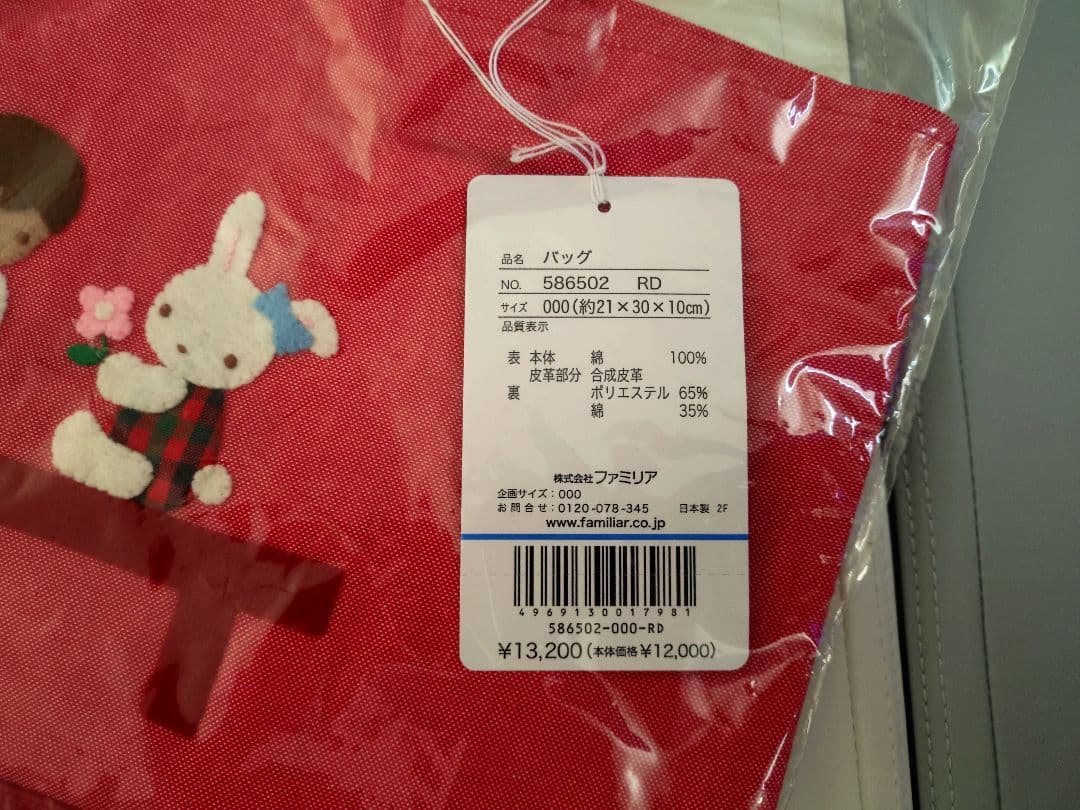 品名 バッグ
NO. 586502 RD
サイズ 000(約21×30×10cm)
品質表示
表 本体 綿 100%
皮革部分 合成皮革
裏 ポリエステル 65%
綿 35%
株式会社ファミリア
企画サイズ:000
お問合せ:0120-078-345 日本製 2F
www.familiar.co.jp
4969130017981
586502-000-RD
¥13,200(本体価格¥12,000)